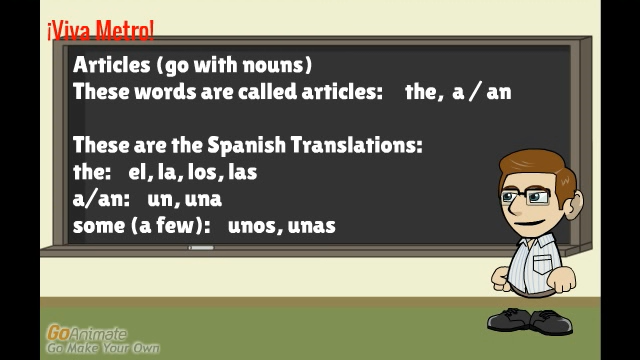 ¡Viva Metro!
Articles (go with nouns)
These words are called articles: the, a / an
These are the Spanish Translations:
the: el, la, los, las
a/an: un, una
some (a few): unos, unas
GoAnimate
Go Make Your Own